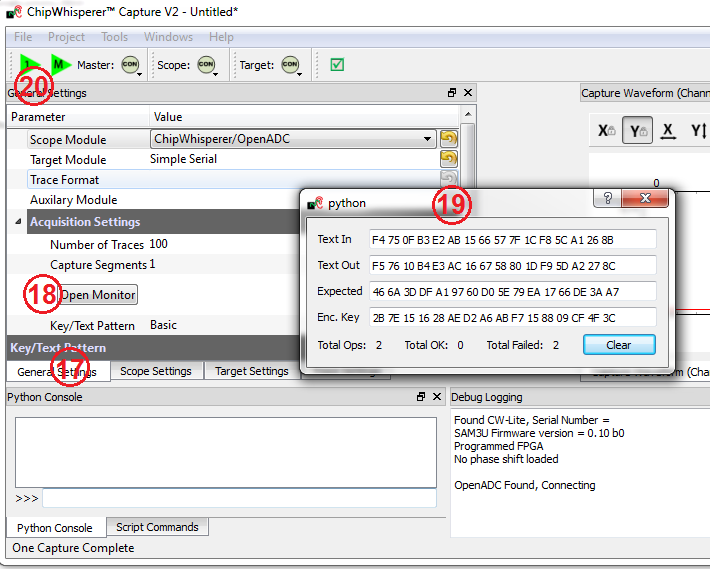 ChipWhisperer™ Capture V2 - Untitled*
File Project Tools Windows Help
1 M Master: CON Scope: CON Target: CON
20
General Settings
Capture Waveform (Chann
Parameter Value
Scope Module ChipWhisperer/OpenADC
Target Module Simple Serial
Trace Format
Auxilary Module
Acquisition Settings
Number of Traces 100
Capture Segments 1
18 Open Monitor
Key/Text Pattern Basic
Key/Text Pattern
17
General Settings Scope Settings Target Settings
X Y X Y
0
python 19
Text In F4 75 0F B3 E2 AB 15 66 57 7F 1C F8 5C A1 26 8B
Text Out F5 76 10 B4 E3 AC 16 67 58 80 1D F9 5D A2 27 8C
Expected 46 6A 3D DF A1 97 60 D0 5E 79 EA 17 66 DE 3A A7
Enc. Key 2B 7E 15 16 28 AE D2 A6 AB F7 15 88 09 CF 4F 3C
Total Ops: 2 Total OK: 0 Total Failed: 2 Clear
Python Console
>>>
Python Console Script Commands
One Capture Complete
Debug Logging
Found CW-Lite, Serial Number =
SAM3U Firmware version = 0.10 b0
Programmed FPGA
No phase shift loaded
OpenADC Found, Connecting